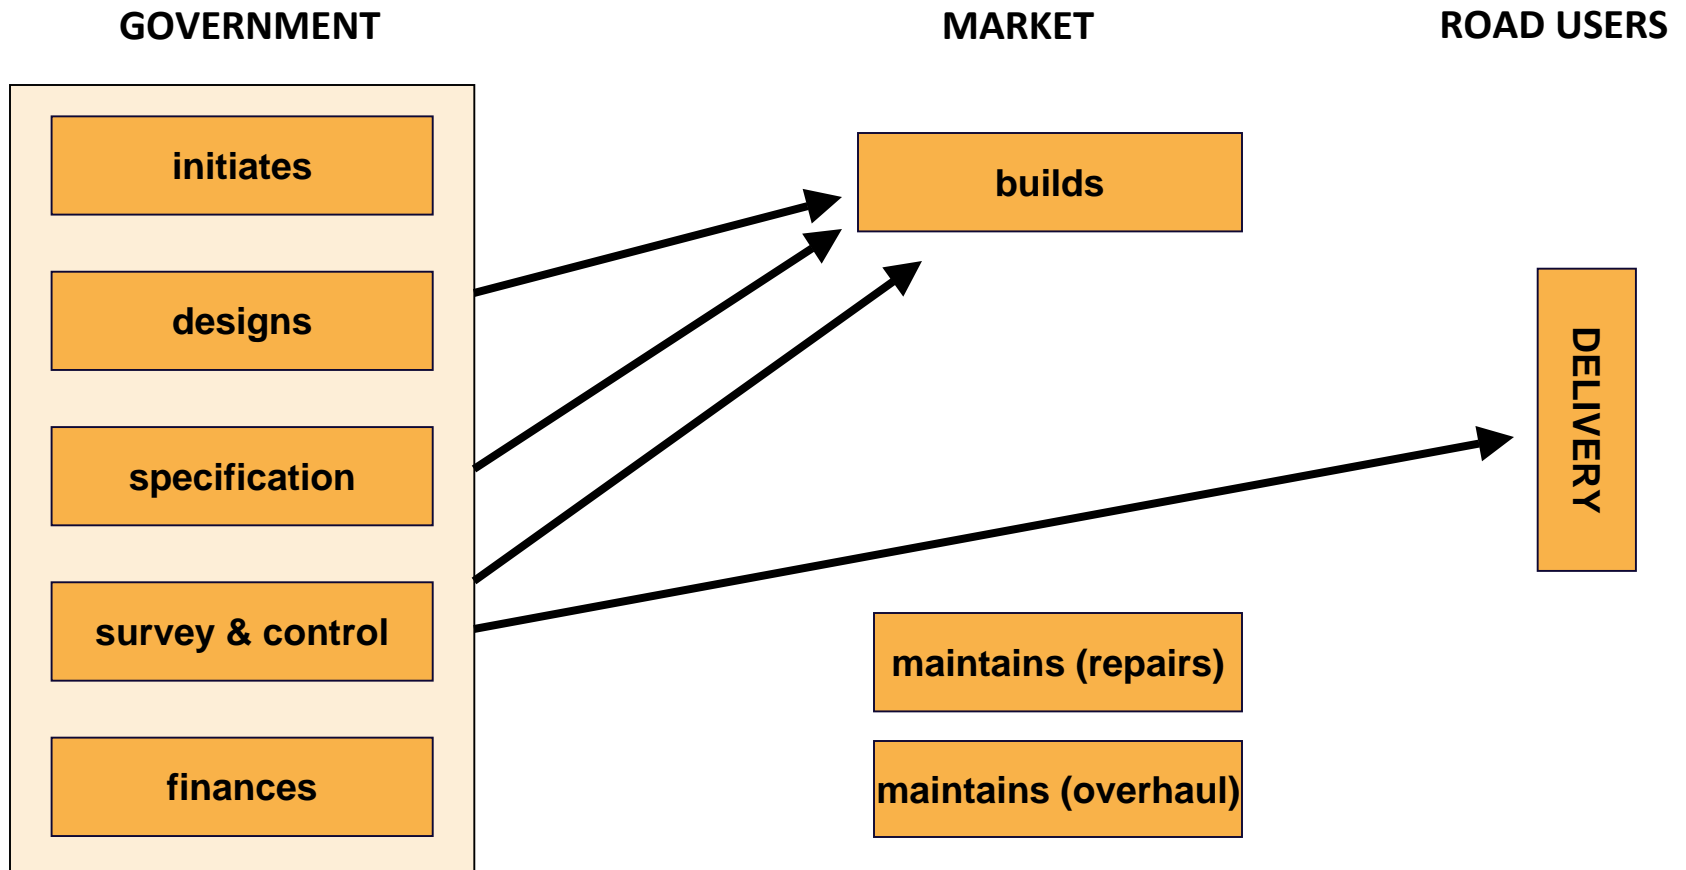 GOVERNMENT
MARKET
ROAD USERS
initiates
designs
specification
survey & control
finances
builds
maintains (repairs)
maintains (overhaul)
DELIVERY